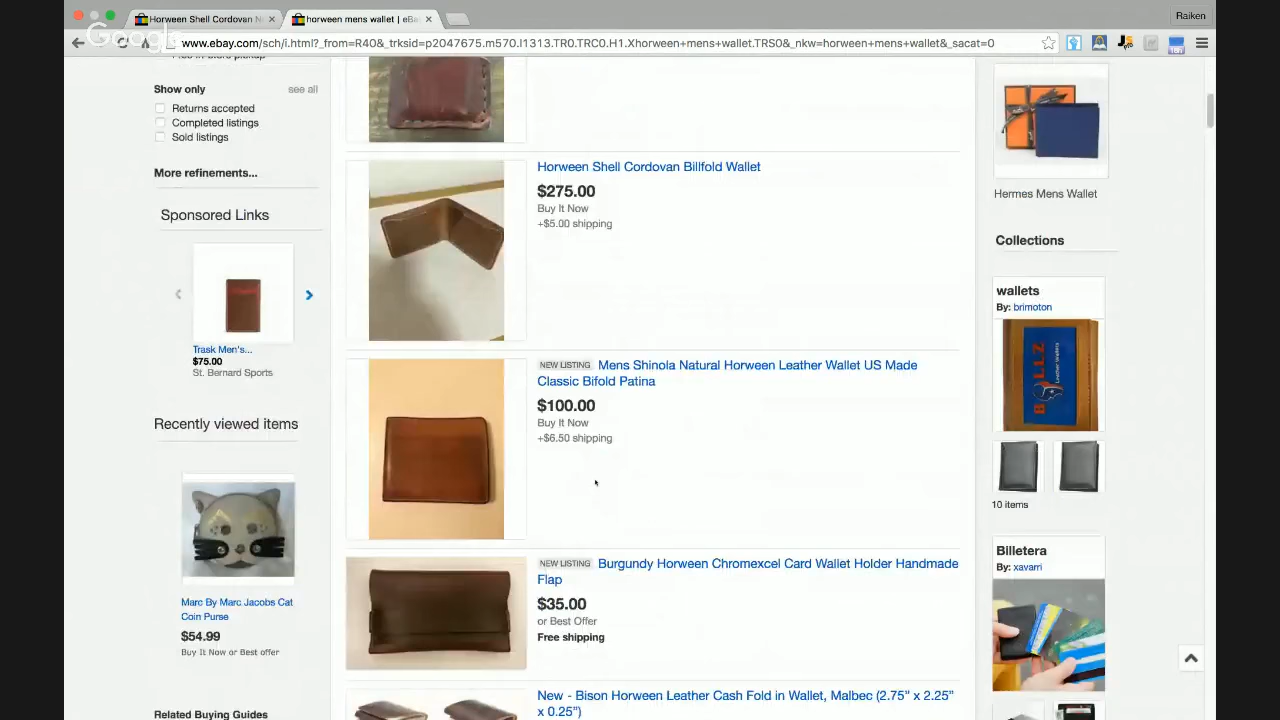 Horween Shell Cordovan N
horween mens wallet | eBa
Raiken
Google
www.ebay.com/sch/i.html?_from=R40&_trksid=p2047675.m570.l1313.TR0.TRC0.H1.Xhorween+mens+wallet.TRS0&_nkw=horween+mens+wallet&_sacat=0
Free in-store pickup
Show only
see all
Returns accepted
Completed listings
Sold listings
More refinements...
Sponsored Links
Trask Men's...
$75.00
St. Bernard Sports
Recently viewed items
Marc By Marc Jacobs Cat
Coin Purse
$54.99
Buy It Now or Best offer
Related Buying Guides
Horween Shell Cordovan Billfold Wallet
$275.00
Buy It Now
+$5.00 shipping
NEW LISTING Mens Shinola Natural Horween Leather Wallet US Made
Classic Bifold Patina
$100.00
Buy It Now
+$6.50 shipping
NEW LISTING Burgundy Horween Chromexcel Card Wallet Holder Handmade
Flap
$35.00
or Best Offer
Free shipping
New - Bison Horween Leather Cash Fold in Wallet, Malbec (2.75” x 2.25”
x 0.25”)
Hermes Mens Wallet
Collections
wallets
By: brimoton
10 items
Billetera
By: xavarri